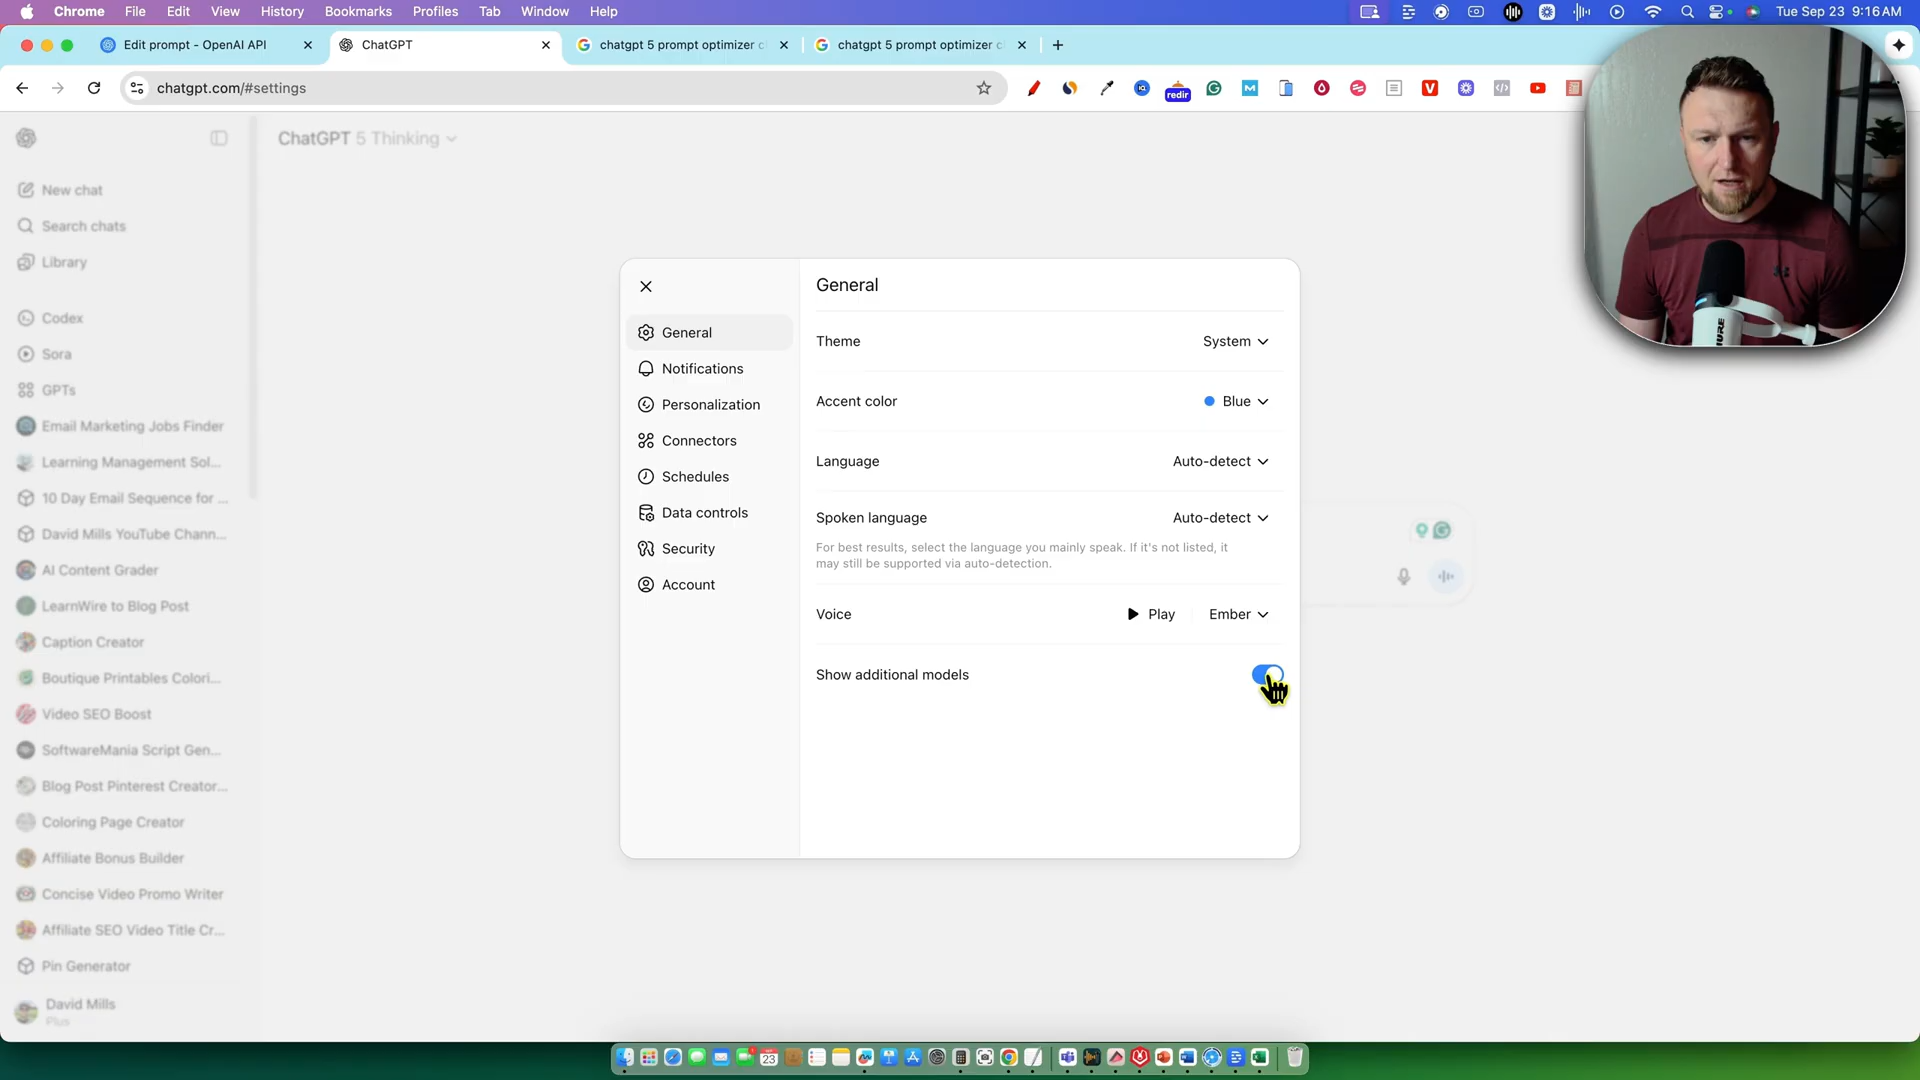 Chrome File Edit View History Bookmarks Profiles Tab Window Help Tue Sep 23 9:16 AM
Edit prompt - OpenAI API ChatGPT chatgpt 5 prompt optimizer c chatgpt 5 prompt optimizer c
chatgpt.com/#settings
redir
ChatGPT 5 Thinking
New chat
Search chats
Library
Codex
Sora
GPTs
Email Marketing Jobs Finder
Learning Management Sol...
10 Day Email Sequence for ...
David Mills YouTube Chann...
AI Content Grader
LearnWire to Blog Post
Caption Creator
Boutique Printables Colori...
Video SEO Boost
SoftwareMania Script Gen...
Blog Post Pinterest Creator...
Coloring Page Creator
Affiliate Bonus Builder
Concise Video Promo Writer
Affiliate SEO Video Title Cr...
Pin Generator
David Mills
Plus
General
Notifications
Personalization
Connectors
Schedules
Data controls
Security
Account
General
Theme System
Accent color Blue
Language Auto-detect
Spoken language Auto-detect
For best results, select the language you mainly speak. If it's not listed, it
may still be supported via auto-detection.
Voice Play Ember
Show additional models
SHURE
23